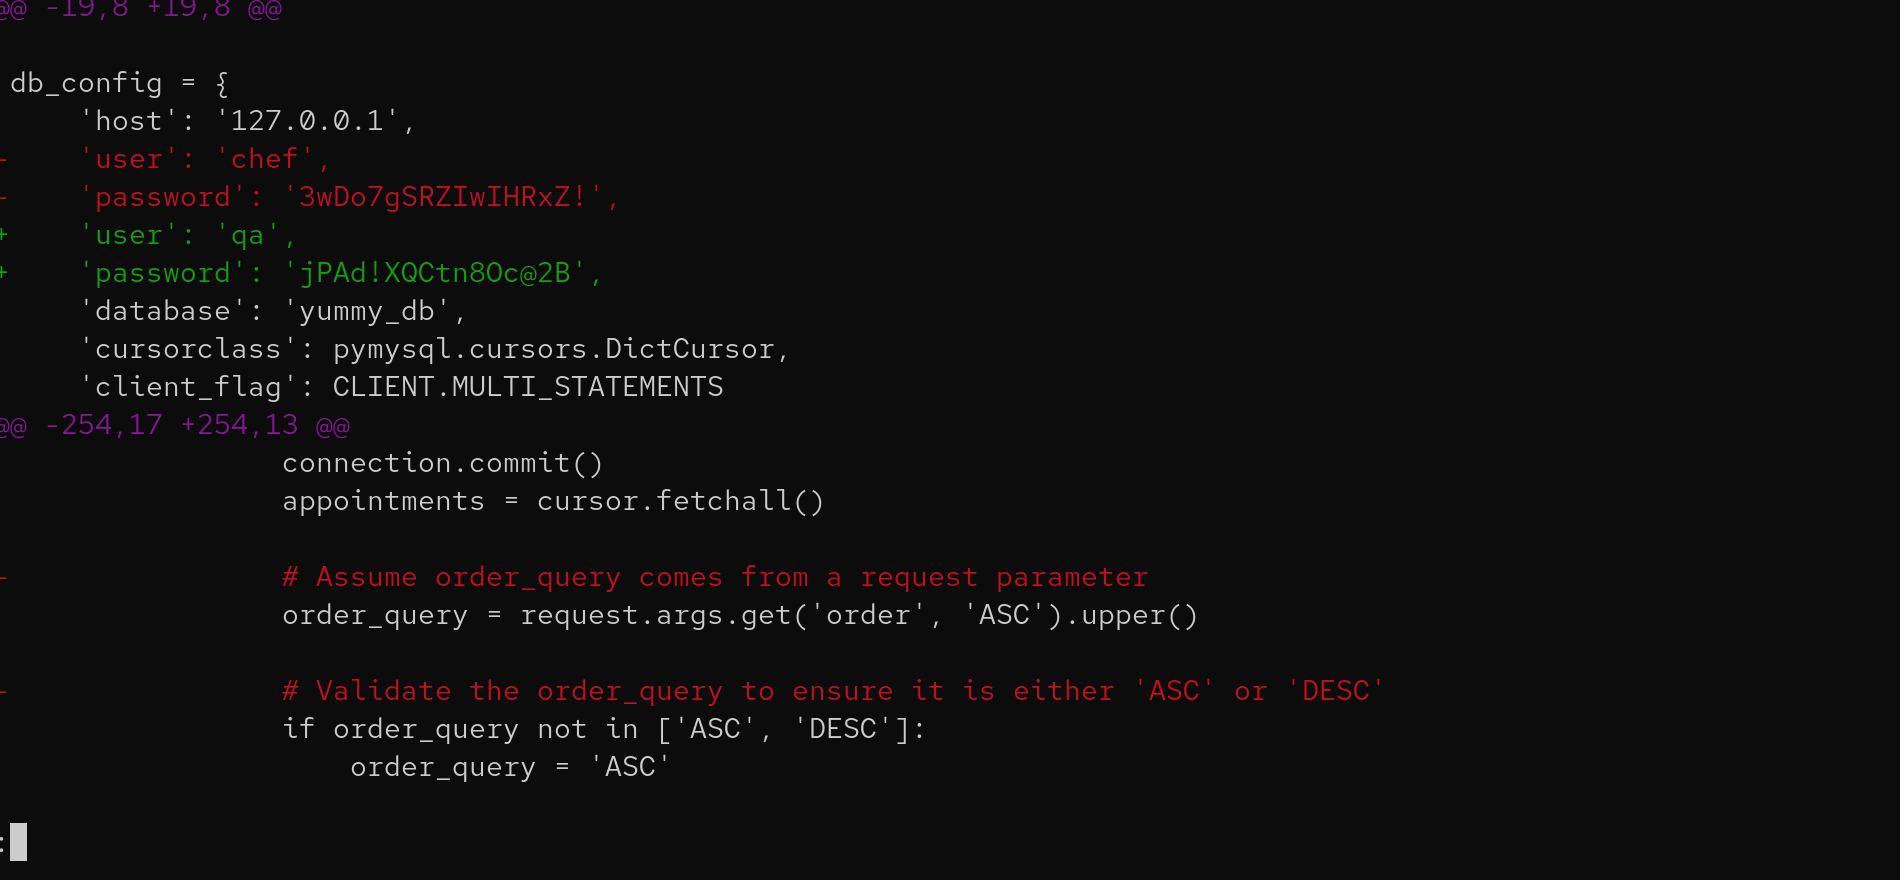 @@ -19,8 +19,8 @@
db_config = {
    'host': '127.0.0.1',
-    'user': 'chef',
-    'password': '3wDo7gSRZIwIHRxZ!',
+    'user': 'qa',
+    'password': 'jPAd!XQCtn8Oc@2B',
    'database': 'yummy_db',
    'cursorclass': pymysql.cursors.DictCursor,
    'client_flag': CLIENT.MULTI_STATEMENTS
@@ -254,17 +254,13 @@
                connection.commit()
                appointments = cursor.fetchall()
-                # Assume order_query comes from a request parameter
                order_query = request.args.get('order', 'ASC').upper()
-                # Validate the order_query to ensure it is either 'ASC' or 'DESC'
                if order_query not in ['ASC', 'DESC']:
                    order_query = 'ASC'
: